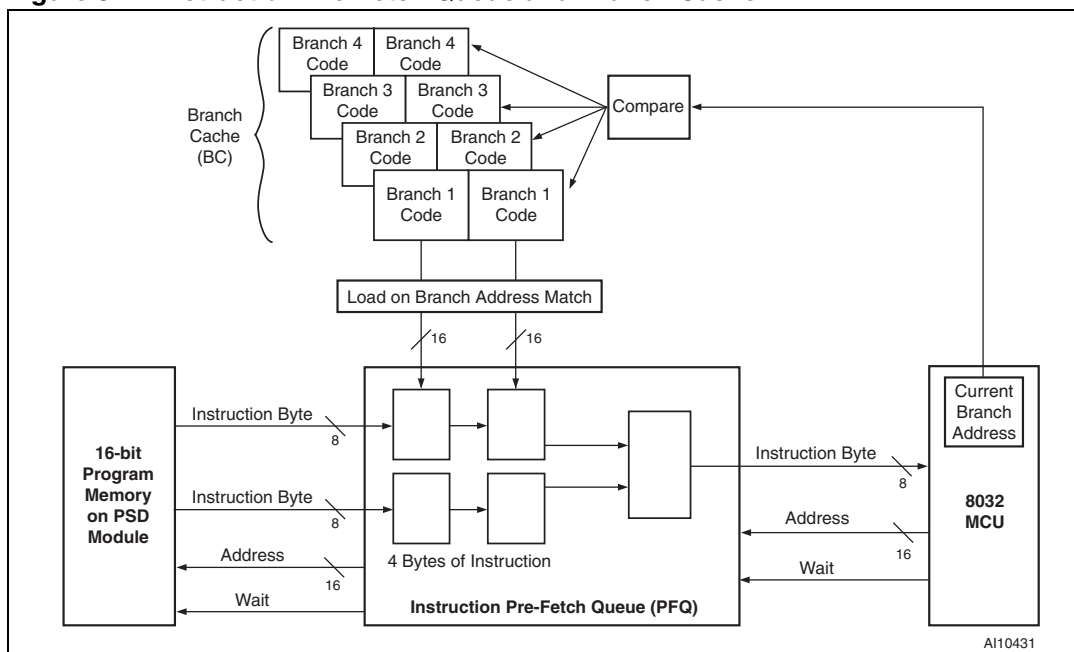 Branch 4 Code
Branch 4 Code
Branch 3 Code
Branch 3 Code
Branch 2 Code
Branch 2 Code
Branch 1 Code
Branch 1 Code
Branch
Cache
(BC)
Compare
Load on Branch Address Match
16
16
Current
Branch
Address
Instruction Byte
8
Instruction Byte
8
16-bit
Program
Memory
on PSD
Module
Instruction Byte
8
8032
MCU
Address
16
4 Bytes of Instruction
Address
16
Wait
Wait
Instruction Pre-Fetch Queue (PFQ)
AI10431